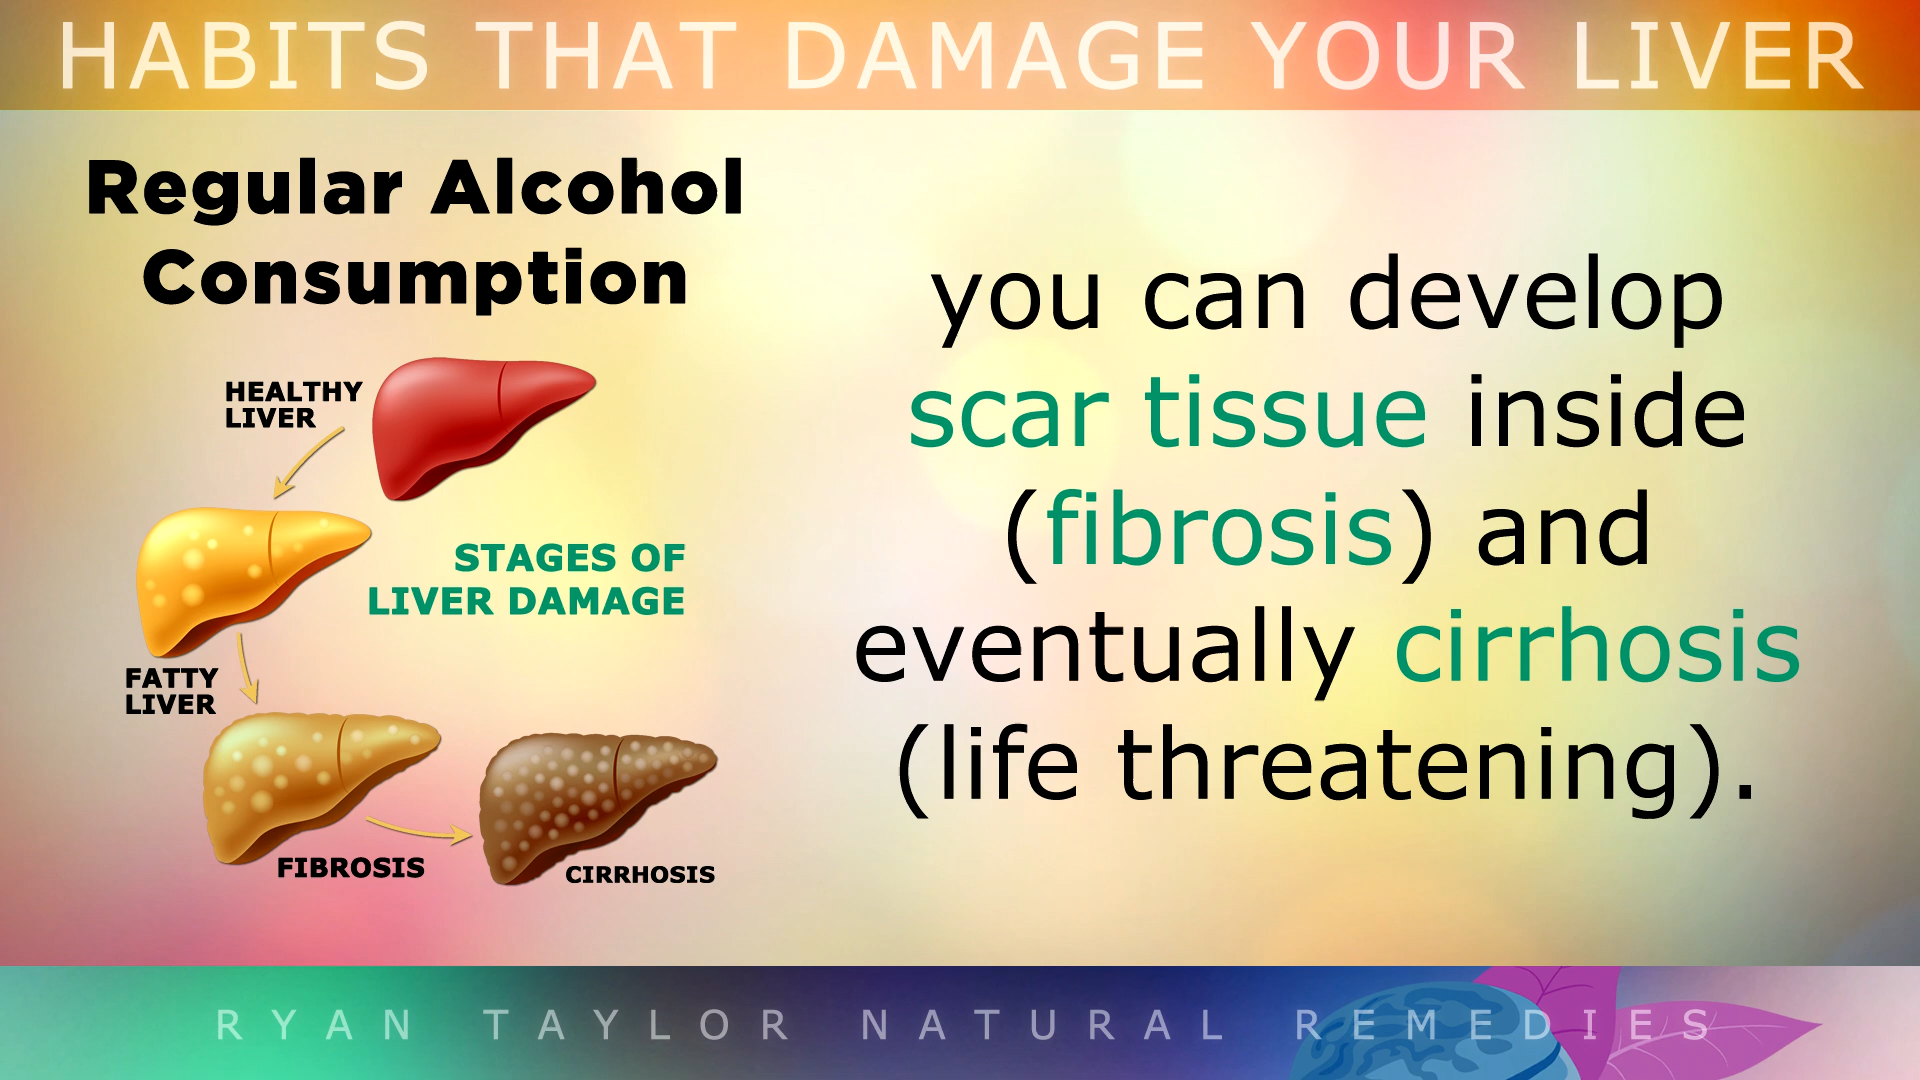 HABITS THAT DAMAGE YOUR LIVER
Regular Alcohol
Consumption
HEALTHY
LIVER
STAGES OF
LIVER DAMAGE
FATTY
LIVER
FIBROSIS
CIRRHOSIS
you can develop
scar tissue inside
(fibrosis) and
eventually cirrhosis
(life threatening).
RYAN TAYLOR NATURAL REMEDIES